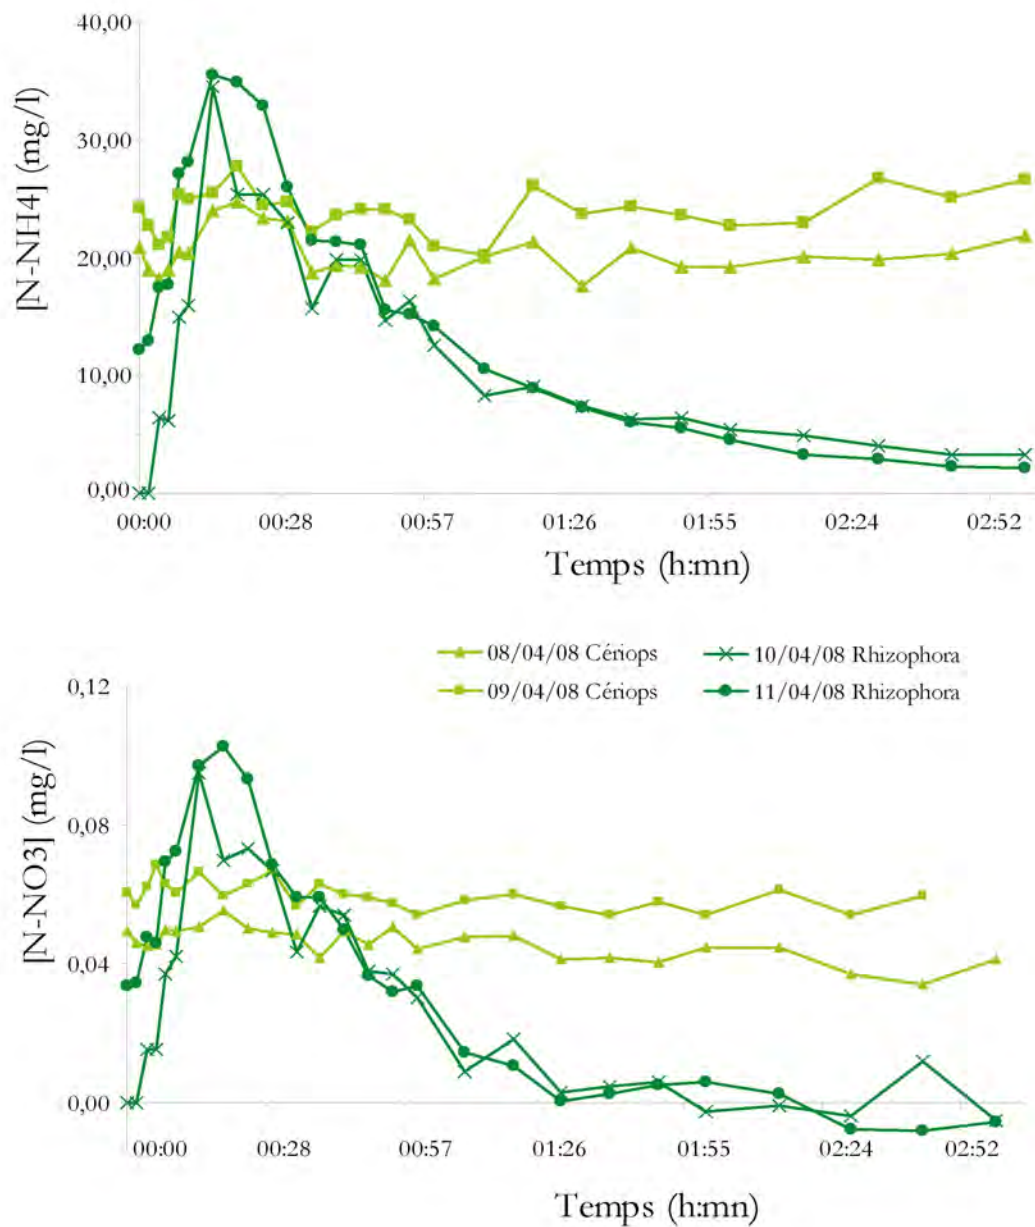 40,00
30,00
20,00
10,00
0,00
[N-NH4] (mg/l)
00:00 00:28 00:57 01:26 01:55 02:24 02:52
Temps (h:mn)
08/04/08 Cériops 10/04/08 Rhizophora
09/04/08 Cériops 11/04/08 Rhizophora
0,12
0,08
0,04
0,00
[N-NO3] (mg/l)
00:00 00:28 00:57 01:26 01:55 02:24 02:52
Temps (h:mn)